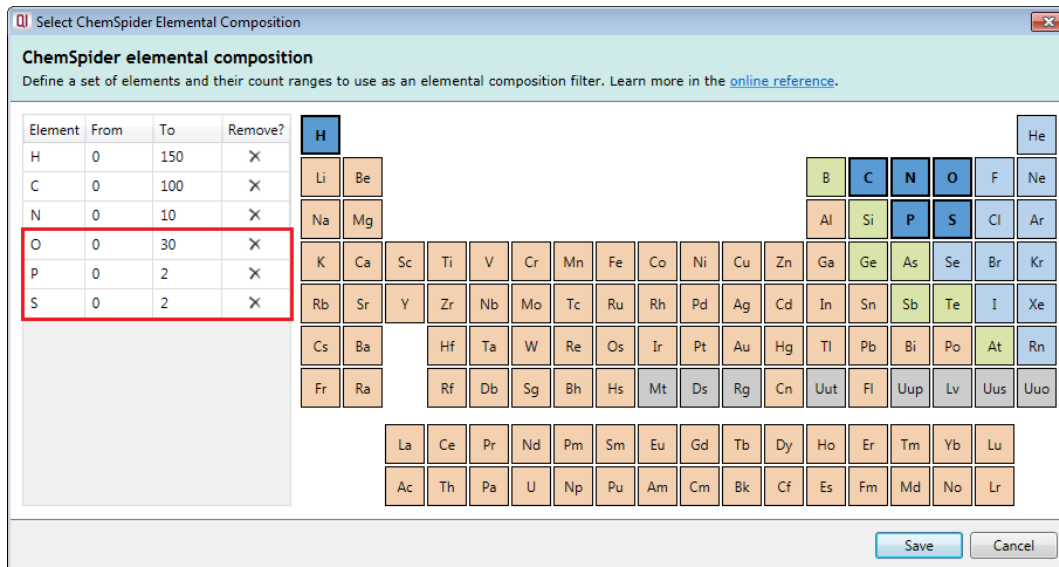 QI Select ChemSpider Elemental Composition
ChemSpider elemental composition
Define a set of elements and their count ranges to use as an elemental composition filter. Learn more in the online reference.
Element From To Remove?
H 0 150
C 0 100
N 0 10
O 0 30
P 0 2
S 0 2
H He
Li Be B C N O F Ne
Na Mg Al Si P S Cl Ar
K Ca Sc Ti V Cr Mn Fe Co Ni Cu Zn Ga Ge As Se Br Kr
Rb Sr Y Zr Nb Mo Tc Ru Rh Pd Ag Cd In Sn Sb Te I Xe
Cs Ba Hf Ta W Re Os Ir Pt Au Hg Tl Pb Bi Po At Rn
Fr Ra Rf Db Sg Bh Hs Mt Ds Rg Cn Uut Fl Uup Lv Uus Uuo
La Ce Pr Nd Pm Sm Eu Gd Tb Dy Ho Er Tm Yb Lu
Ac Th Pa U Np Pu Am Cm Bk Cf Es Fm Md No Lr
Save Cancel